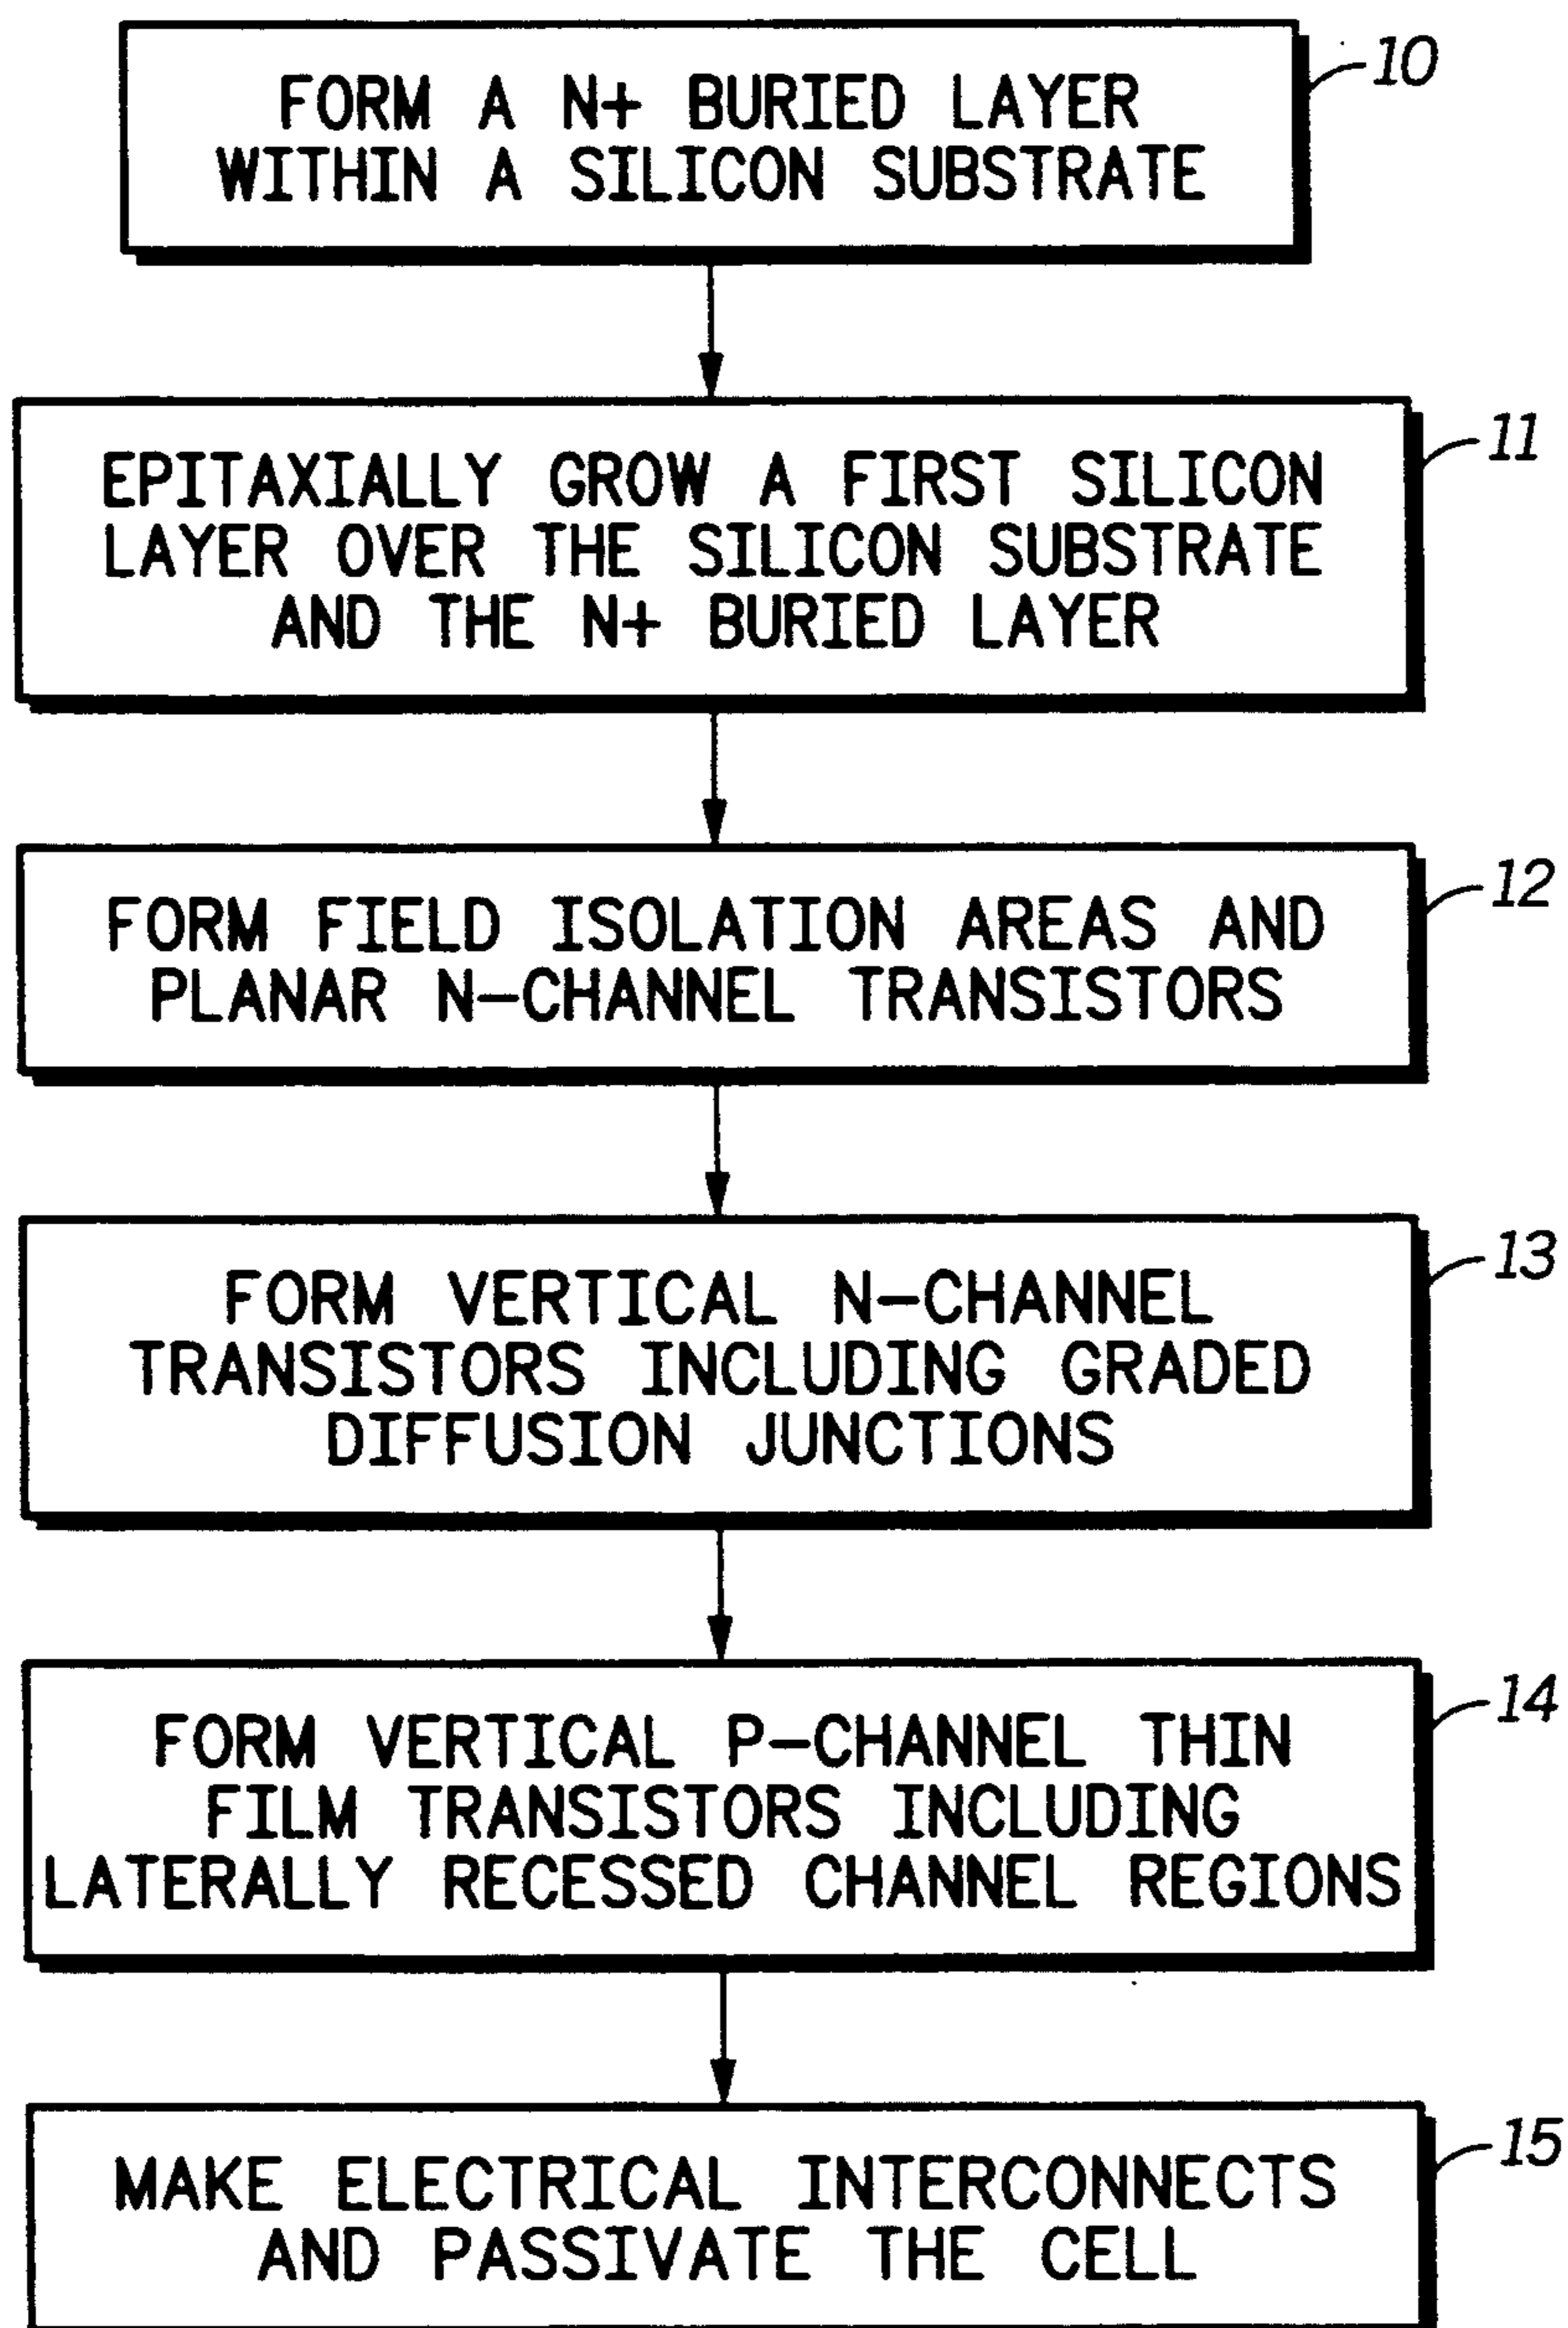 FORM A N+ BURIED LAYER
WITHIN A SILICON SUBSTRATE
10
EPITAXIALLY GROW A FIRST SILICON
LAYER OVER THE SILICON SUBSTRATE
AND THE N+ BURIED LAYER
11
FORM FIELD ISOLATION AREAS AND
PLANAR N-CHANNEL TRANSISTORS
12
FORM VERTICAL N-CHANNEL
TRANSISTORS INCLUDING GRADED
DIFFUSION JUNCTIONS
13
FORM VERTICAL P-CHANNEL THIN
FILM TRANSISTORS INCLUDING
LATERALLY RECESSED CHANNEL REGIONS
14
MAKE ELECTRICAL INTERCONNECTS
AND PASSIVATE THE CELL
15